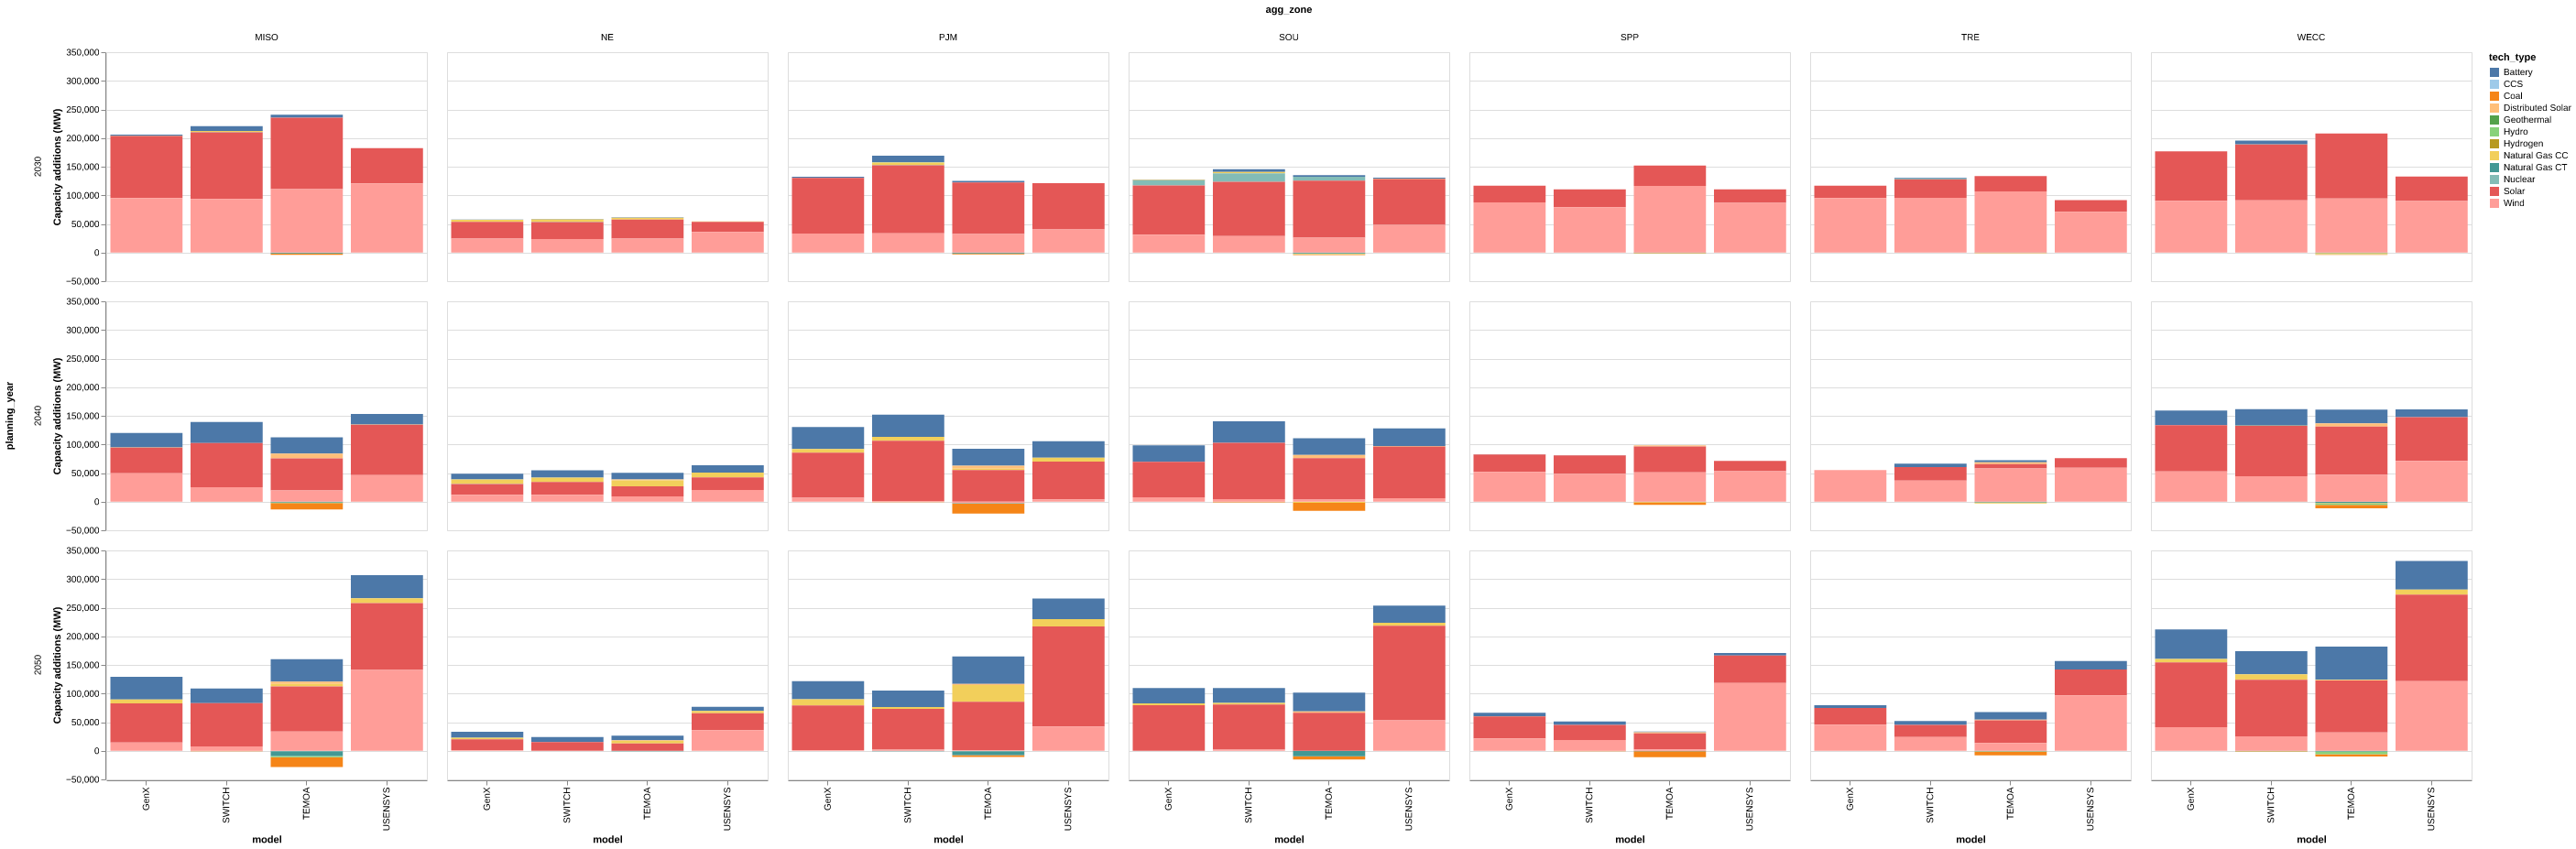 agg_zone
MISO NE PJM SOU SPP TRE WECC
tech_type
Battery
CCS
Coal
Distributed Solar
Geothermal
Hydro
Hydrogen
Natural Gas CC
Natural Gas CT
Nuclear
Solar
Wind
planning_year
2030
Capacity additions (MW)
350,000
300,000
250,000
200,000
150,000
100,000
50,000
0
−50,000
2040
Capacity additions (MW)
350,000
300,000
250,000
200,000
150,000
100,000
50,000
0
−50,000
2050
Capacity additions (MW)
350,000
300,000
250,000
200,000
150,000
100,000
50,000
0
−50,000
GenX SWITCH TEMOA USENSYS GenX SWITCH TEMOA USENSYS GenX SWITCH TEMOA USENSYS GenX SWITCH TEMOA USENSYS GenX SWITCH TEMOA USENSYS GenX SWITCH TEMOA USENSYS GenX SWITCH TEMOA USENSYS
model model model model model model model